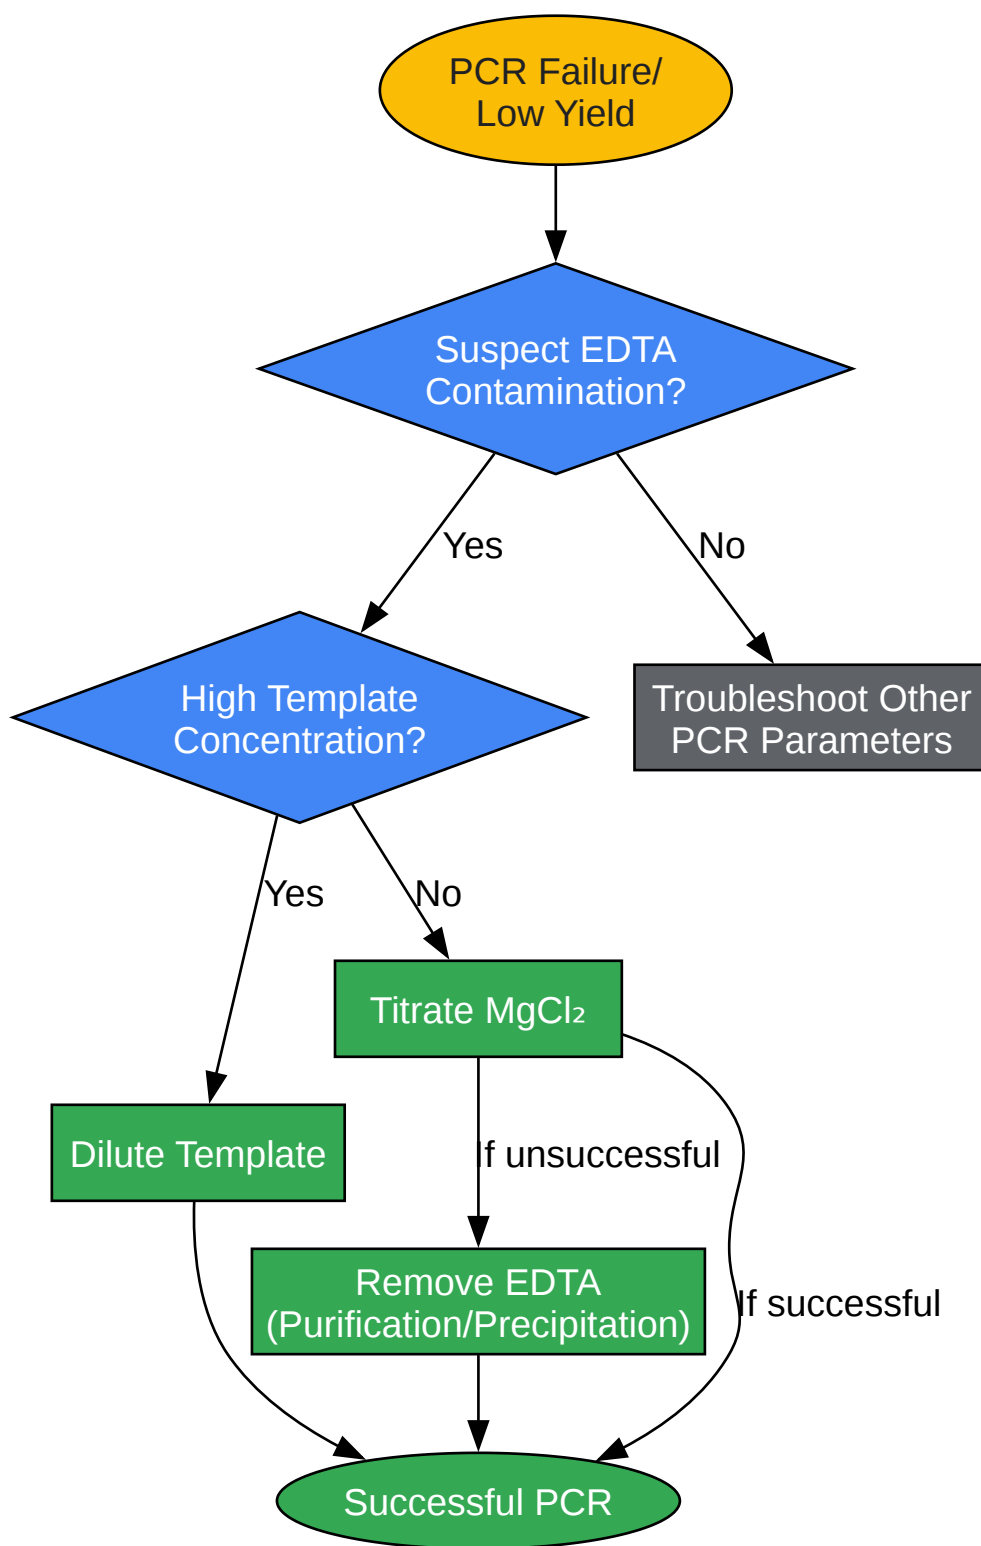 PCR Failure/
Low Yield
Suspect EDTA
Contamination?
Yes
No
High Template
Concentration?
Troubleshoot Other
PCR Parameters
Yes
No
Titrate MgCl₂
Dilute Template
If unsuccessful
Remove EDTA
(Purification/Precipitation)
If successful
Successful PCR